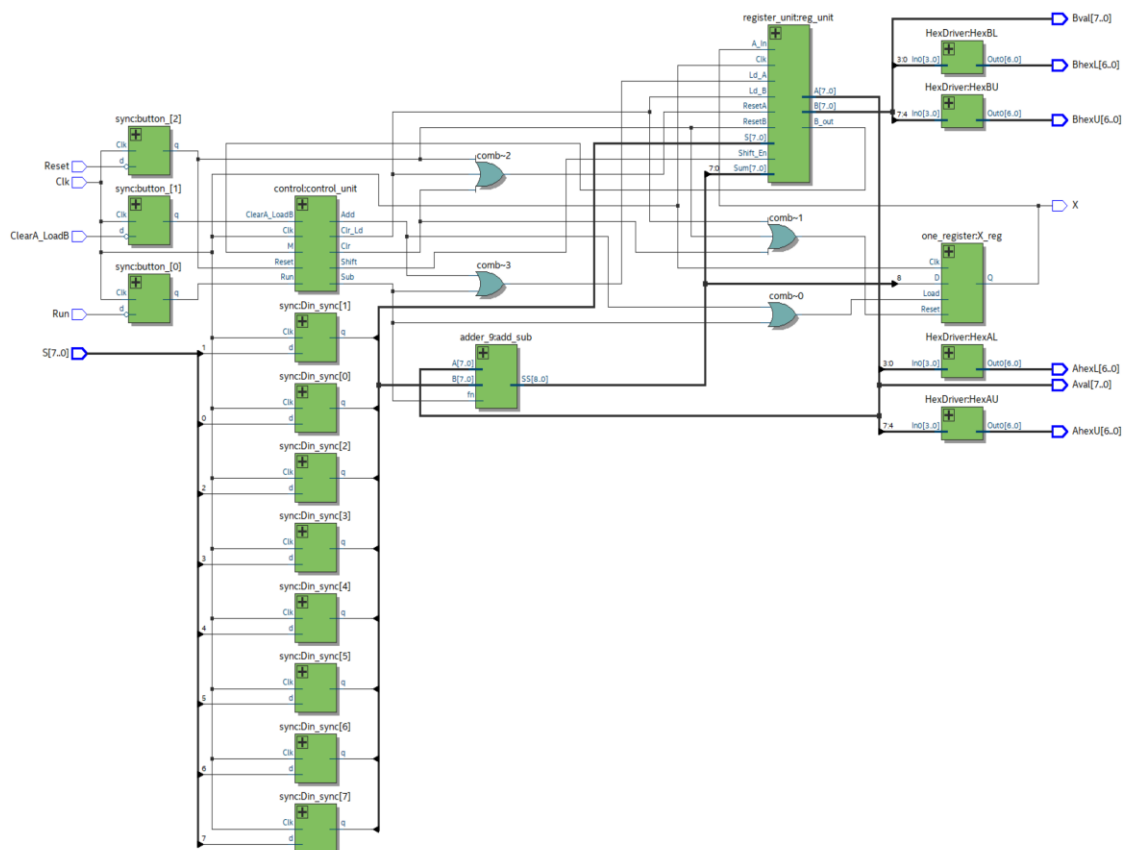 register_unit:reg_unit
A_In
Clk
Ld_A
Ld_B
ResetA
ResetB
S[7..0]
Shift_En
Sum[7..0]
A[7..0]
B[7..0]
B_out
7:0
Bval[7..0]
HexDriver:HexBL
3:0 In0[3..0] Out0[6..0]
BhexL[6..0]
HexDriver:HexBU
7:4 In0[3..0] Out0[6..0]
BhexU[6..0]
sync:button_[2]
Clk q
d
Reset
Clk
sync:button_[1]
Clk q
d
ClearA_LoadB
sync:button_[0]
Clk q
d
Run
control:control_unit
ClearA_LoadB Add
Clk Clr_Ld
M Clr
Reset Shift
Run Sub
comb~2
comb~3
comb~1
comb~0
X
one_register:X_reg
Clk
8 D Q
Load
Reset
S[7..0]
adder_9:add_sub
A[7..0]
B[7..0] SS[8..0]
fn
HexDriver:HexAL
3:0 In0[3..0] Out0[6..0]
AhexL[6..0]
Aval[7..0]
HexDriver:HexAU
7:4 In0[3..0] Out0[6..0]
AhexU[6..0]
sync:Din_sync[1]
Clk q
1 d
sync:Din_sync[0]
Clk q
0 d
sync:Din_sync[2]
Clk q
2 d
sync:Din_sync[3]
Clk q
3 d
sync:Din_sync[4]
Clk q
4 d
sync:Din_sync[5]
Clk q
5 d
sync:Din_sync[6]
Clk q
6 d
sync:Din_sync[7]
Clk q
7 d